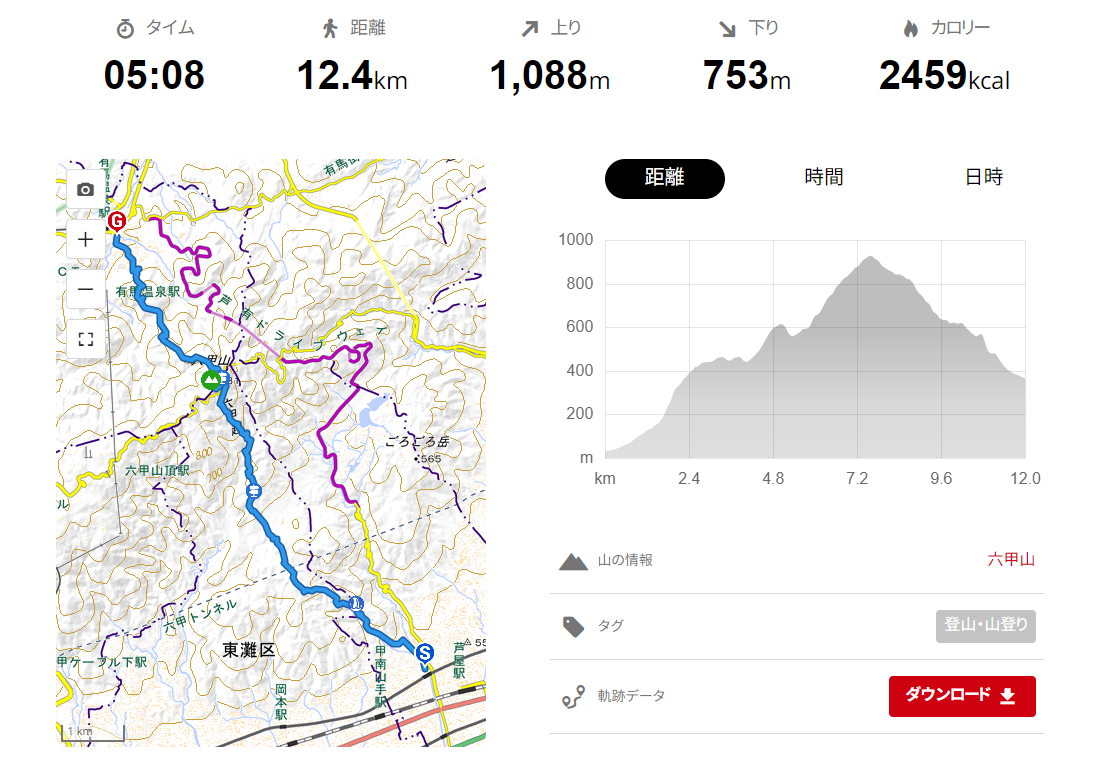 タイム
距離
上り
下り
カロリー
05:08
12.4km
1,088m
753m
2459kcal
距離
時間
日時
有馬温泉駅
芦有ドライブウェイ
ごろごろ岳
・565
六甲山頂駅
800
700
六甲トンネル
東灘区
甲ケーブル下駅
岡本駅
甲南山手駅
芦屋駅
55
G
S
1 km
1000
800
600
400
200
m
km
2.4
4.8
7.2
9.6
12.0
山の情報
六甲山
タグ
登山・山登り
軌跡データ
ダウンロード